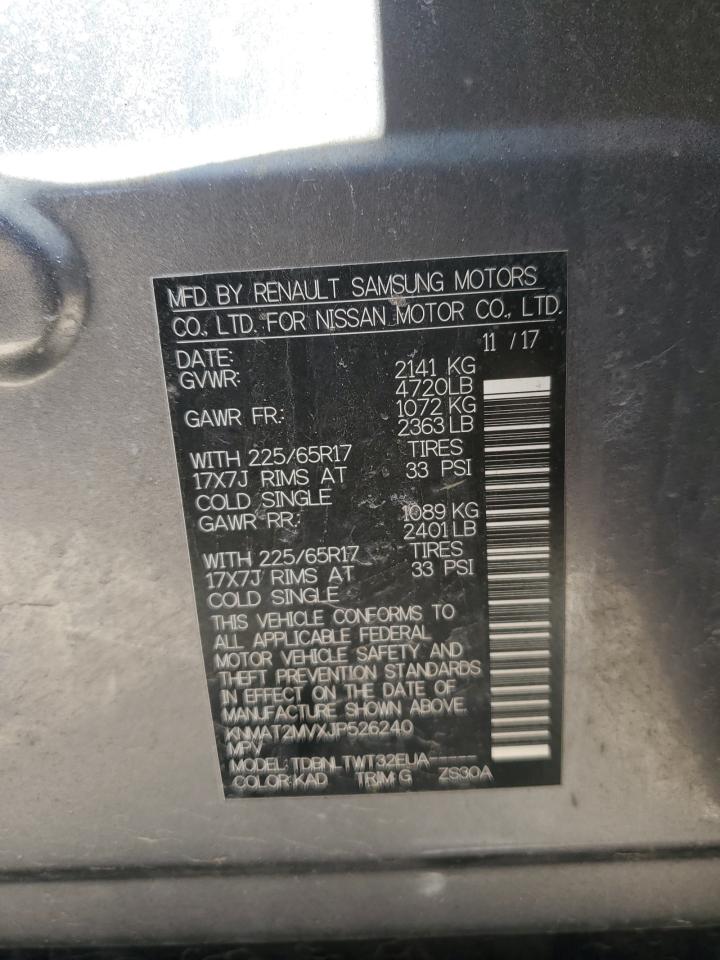 MFD. BY RENAULT SAMSUNG MOTORS
CO., LTD. FOR NISSAN MOTOR CO., LTD.
DATE: 11 / 17
GVWR: 2141 KG
4720LB
GAWR FR: 1072 KG
2363 LB
WITH 225/65R17 TIRES
17X7J RIMS AT 33 PSI
COLD SINGLE
GAWR RR: 1089 KG
2401 LB
WITH 225/65R17 TIRES
17X7J RIMS AT 33 PSI
COLD SINGLE
THIS VEHICLE CONFORMS TO
ALL APPLICABLE FEDERAL
MOTOR VEHICLE SAFETY AND
THEFT PREVENTION STANDARDS
IN EFFECT ON THE DATE OF
MANUFACTURE SHOWN ABOVE.
KNMAT2MVXJP526240
MPV
MODEL: TDBNLTWT32EUA-----
COLOR: KAD TRIM: G ZS30A